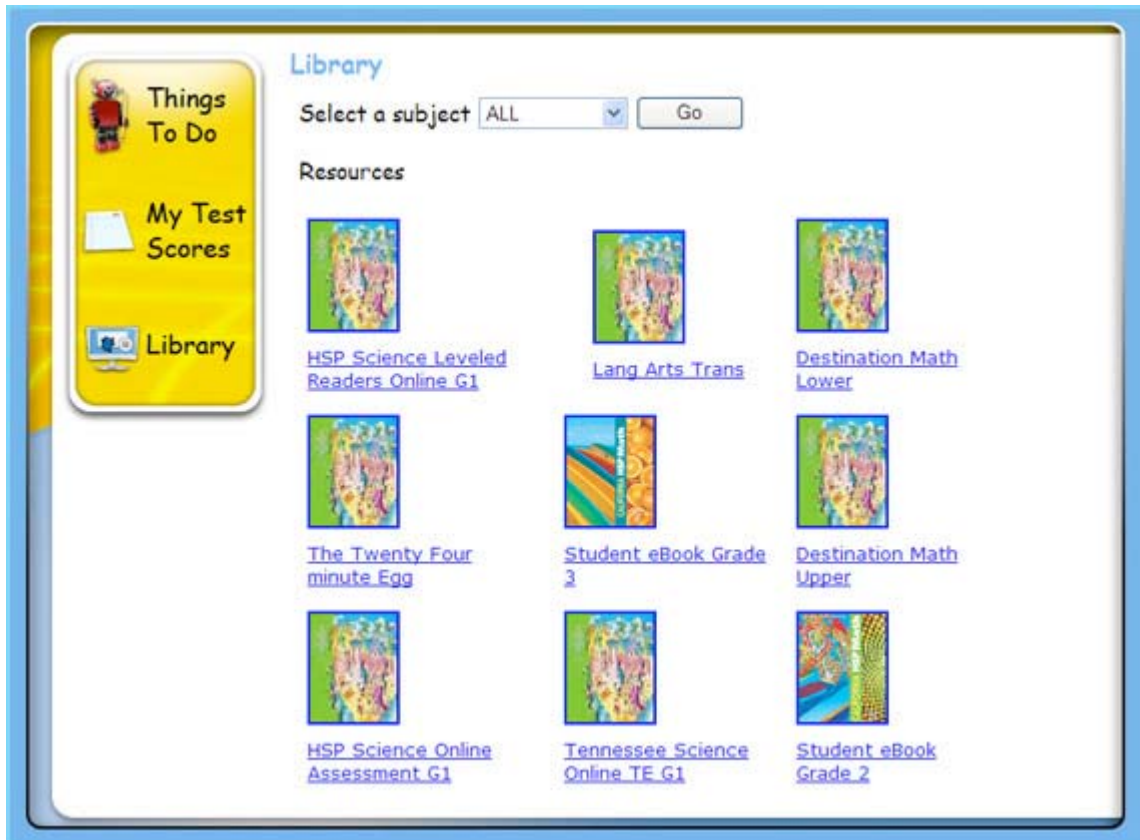 Things
To Do
My Test
Scores
Library
Library
Select a subject ALL Go
Resources
HSP Science Leveled
Readers Online G1
Lang Arts Trans
Destination Math
Lower
The Twenty Four
minute Egg
Student eBook Grade
3
Destination Math
Upper
HSP Science Online
Assessment G1
Tennessee Science
Online TE G1
Student eBook
Grade 2